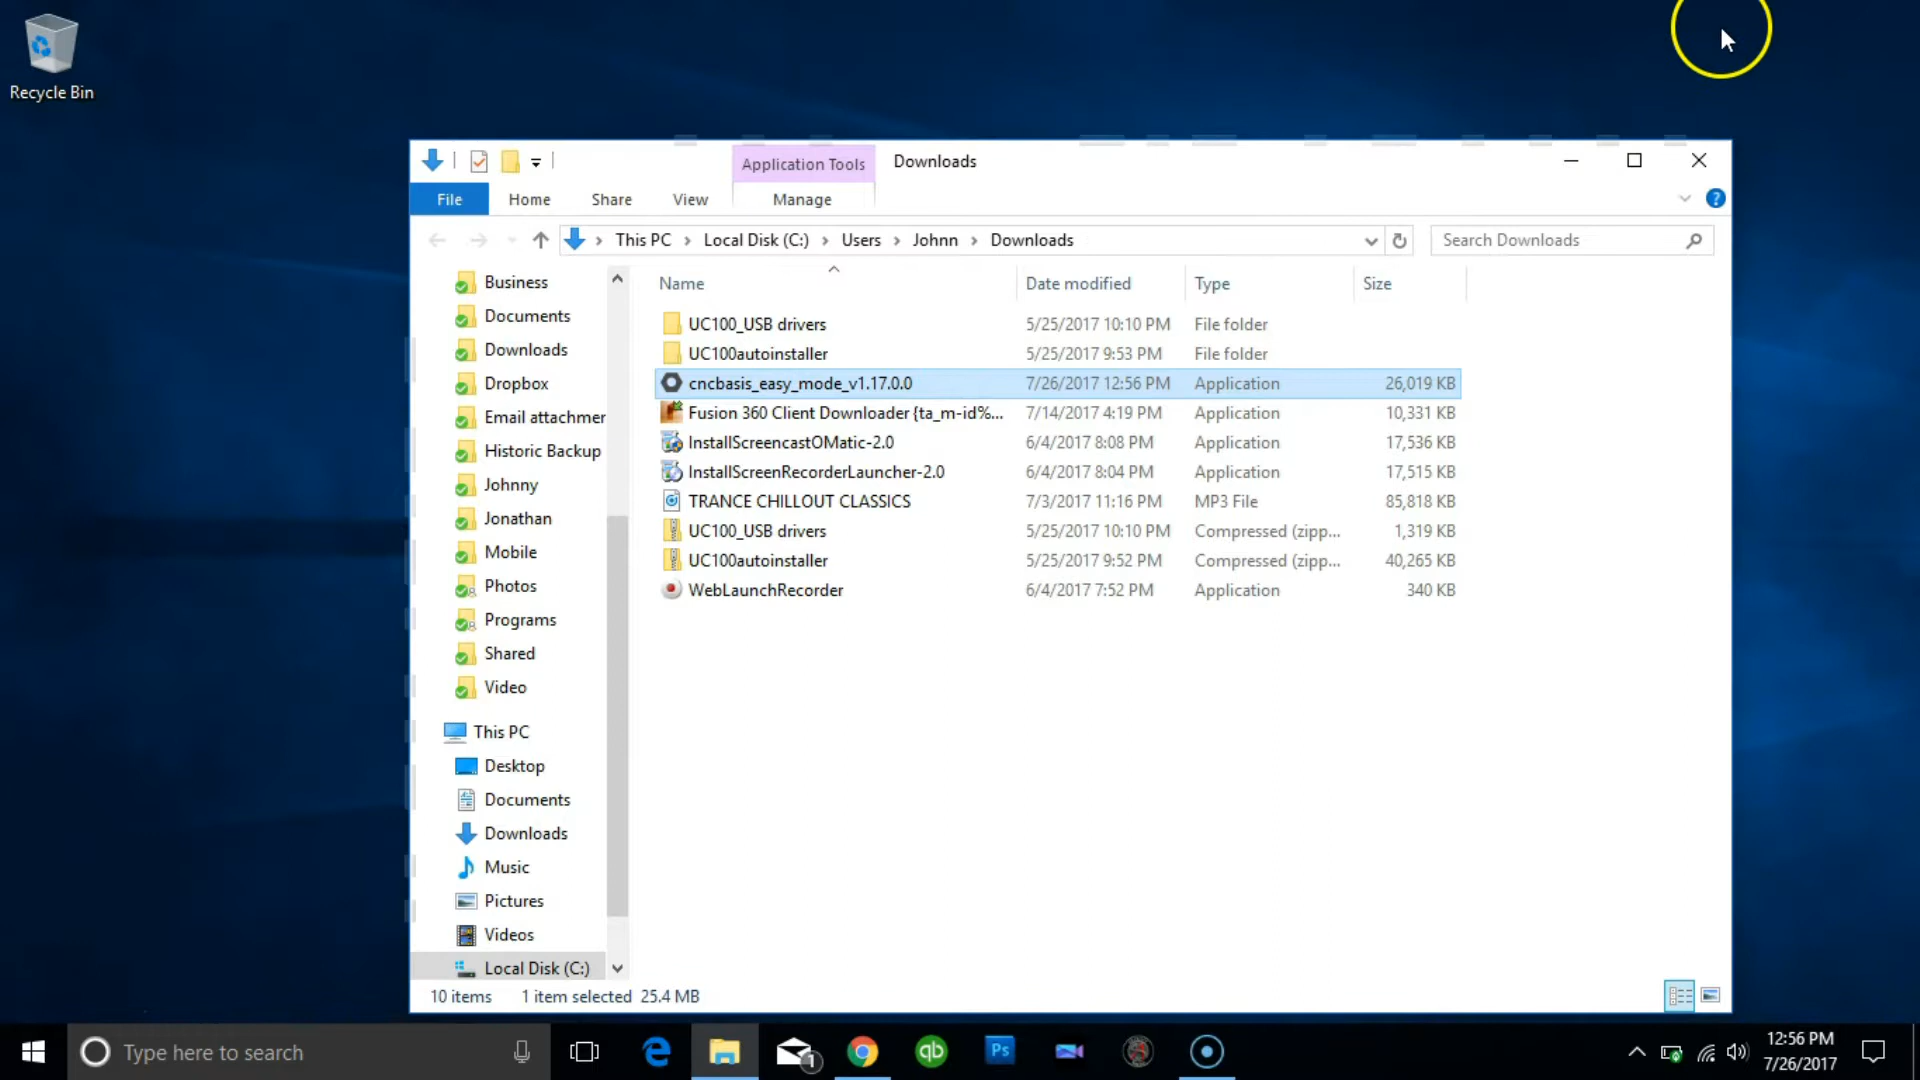 Recycle Bin
Application Tools
Downloads
File
Home
Share
View
Manage
?
This PC
Local Disk (C:)
Users
Johnn
Downloads
Search Downloads
Business
Documents
Downloads
Dropbox
Email attachmer
Historic Backup
Johnny
Jonathan
Mobile
Photos
Programs
Shared
Video
This PC
Desktop
Documents
Downloads
Music
Pictures
Videos
Local Disk (C:)
Name Date modified Type Size
UC100_USB drivers 5/25/2017 10:10 PM File folder
UC100autoinstaller 5/25/2017 9:53 PM File folder
cncbasis_easy_mode_v1.17.0.0 7/26/2017 12:56 PM Application 26,019 KB
Fusion 360 Client Downloader {ta_m-id%... 7/14/2017 4:19 PM Application 10,331 KB
InstallScreencastOMatic-2.0 6/4/2017 8:08 PM Application 17,536 KB
InstallScreenRecorderLauncher-2.0 6/4/2017 8:04 PM Application 17,515 KB
TRANCE CHILLOUT CLASSICS 7/3/2017 11:16 PM MP3 File 85,818 KB
UC100_USB drivers 5/25/2017 10:10 PM Compressed (zipp... 1,319 KB
UC100autoinstaller 5/25/2017 9:52 PM Compressed (zipp... 40,265 KB
WebLaunchRecorder 6/4/2017 7:52 PM Application 340 KB
10 items 1 item selected 25.4 MB
Type here to search
1
qb
Ps
12:56 PM
7/26/2017